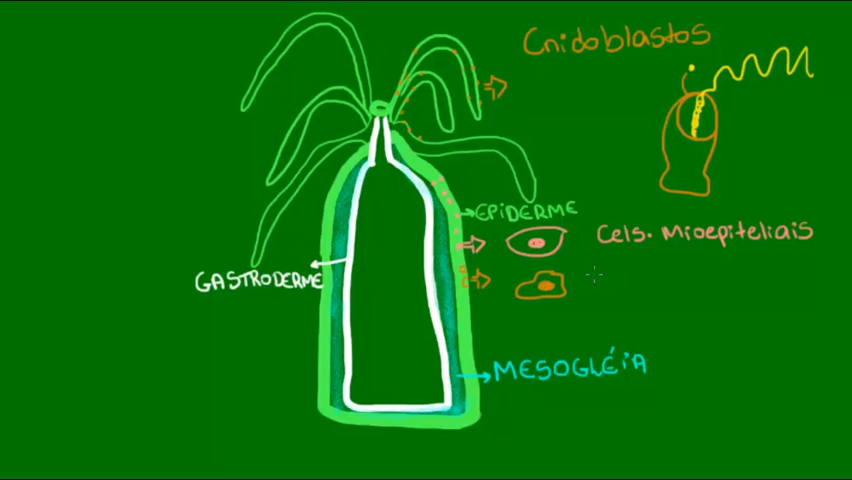 Cnidoblastos
EPiDERME
Cels. Mioepiteliais
GASTRODERME
MESOGLÉiA